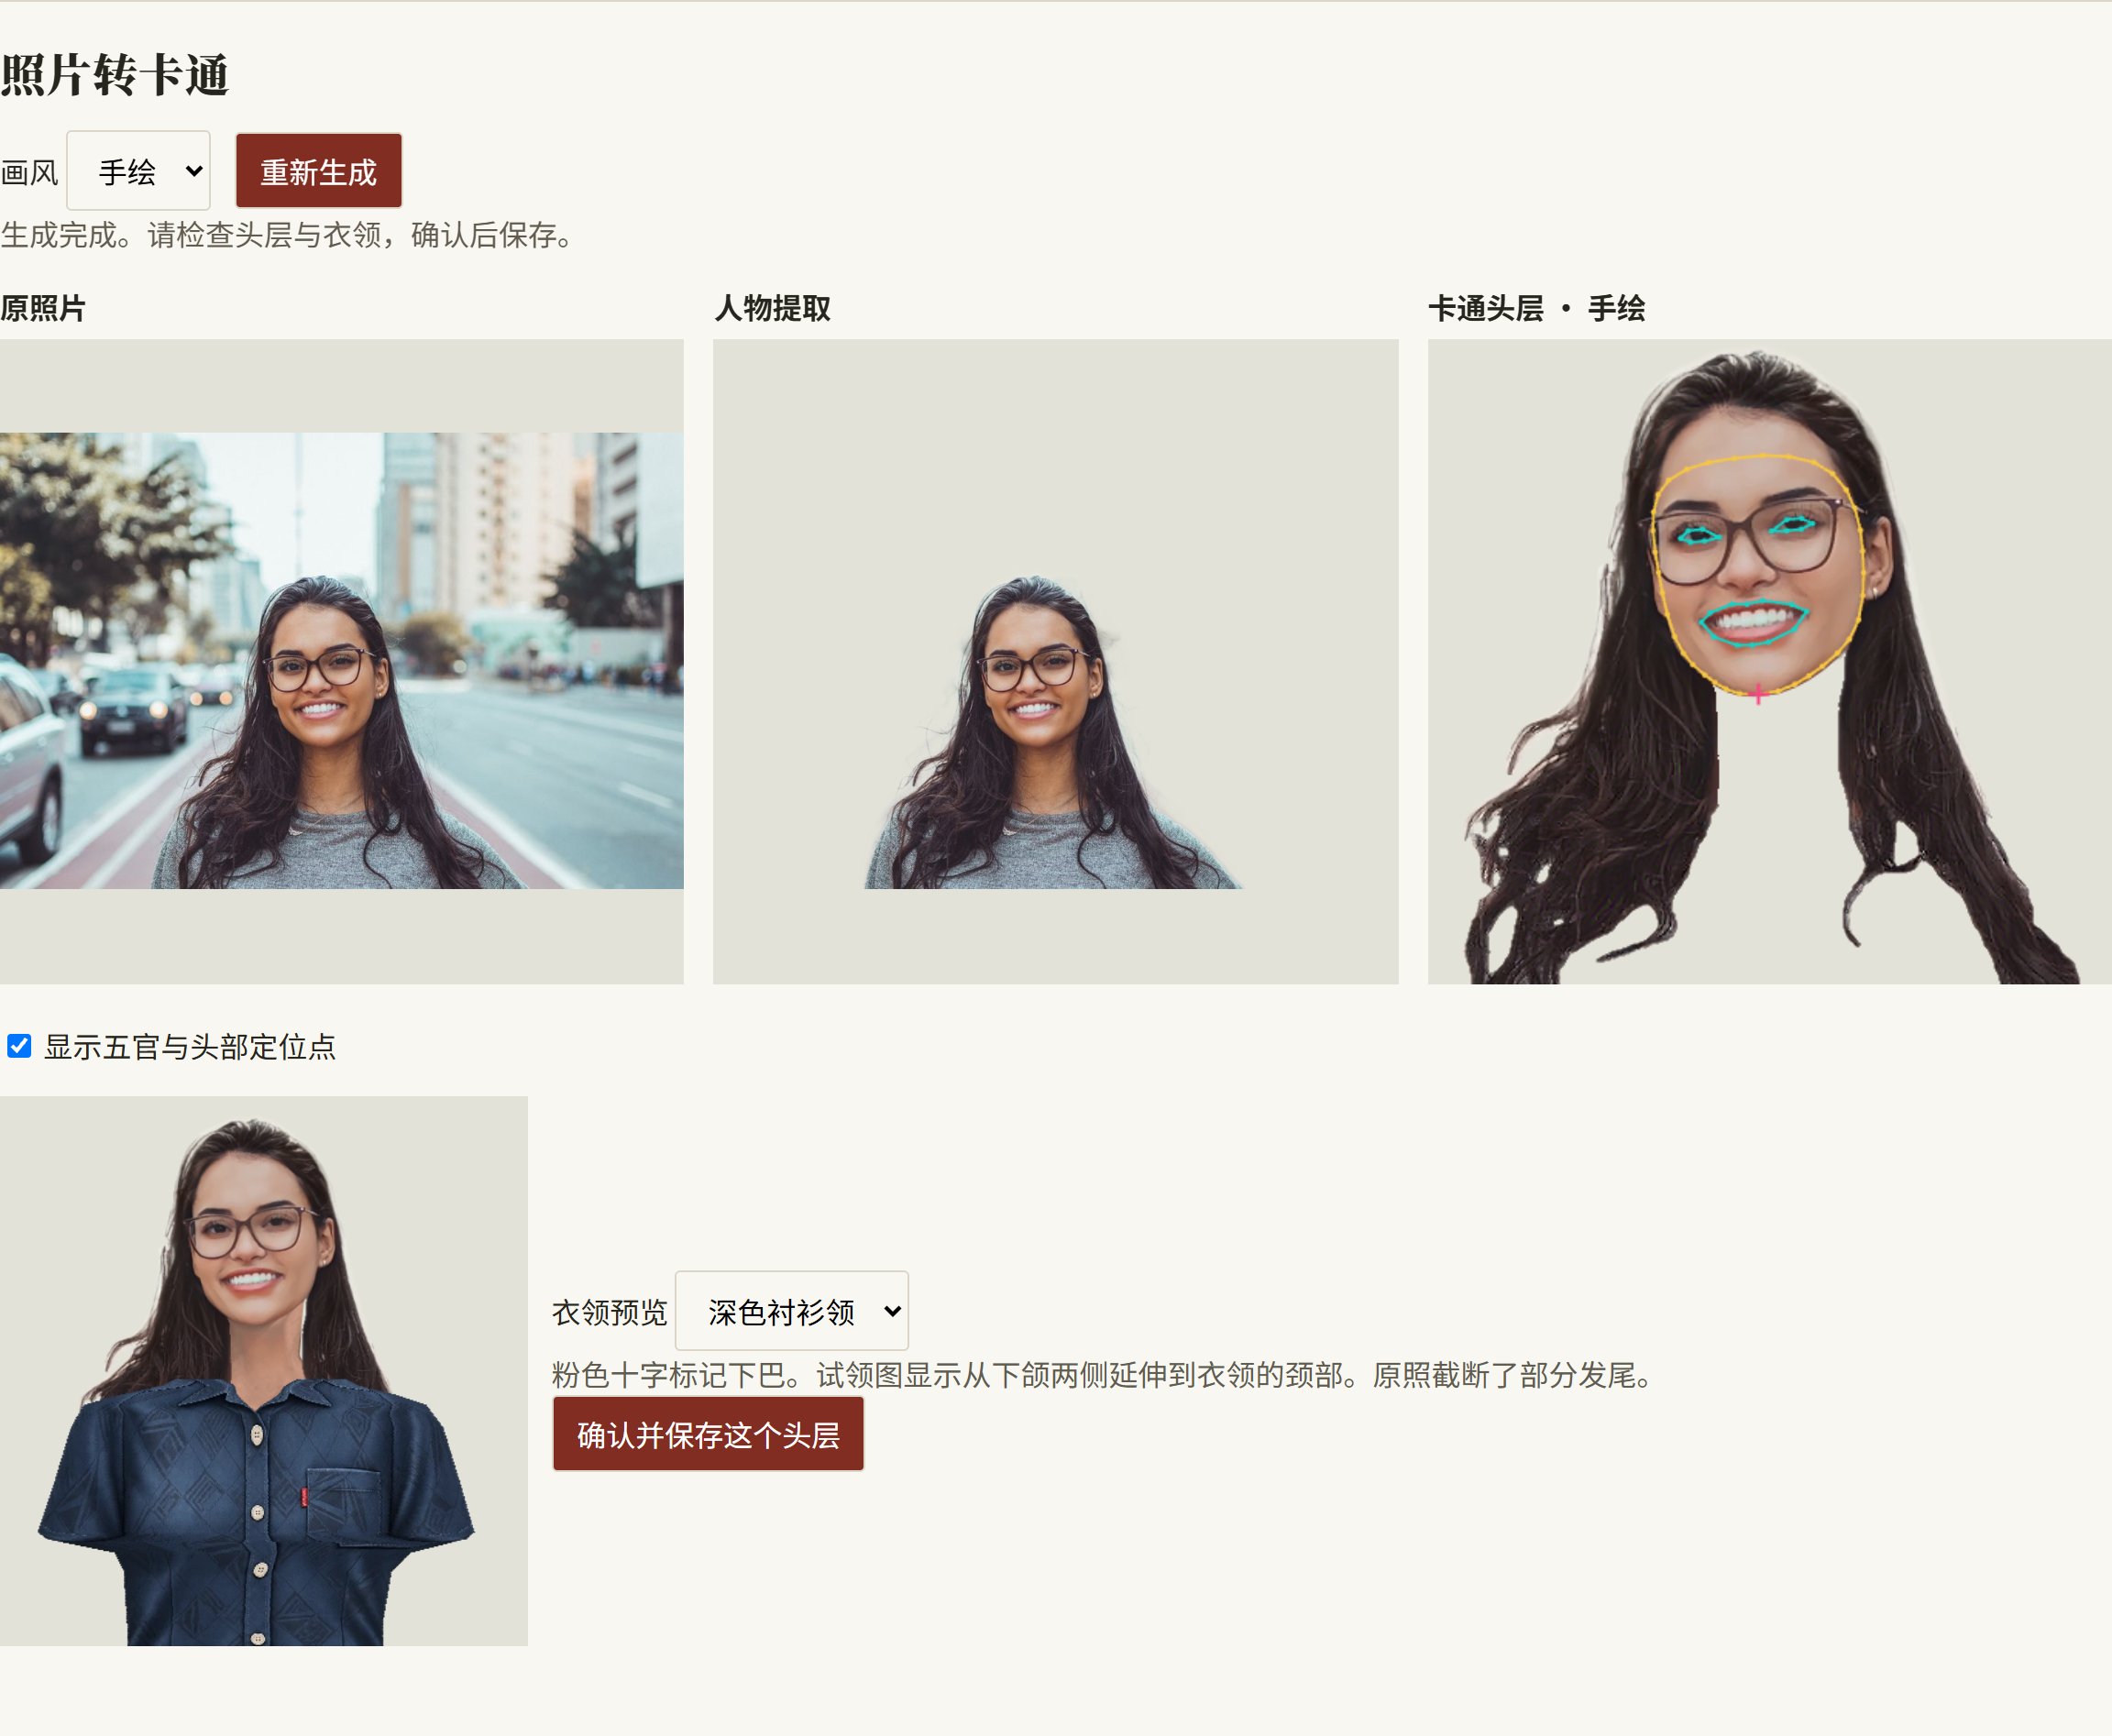 照片转卡通
画风 手绘 重新生成
生成完成。请检查头层与衣领，确认后保存。
原照片
人物提取
卡通头层 · 手绘
显示五官与头部定位点
衣领预览 深色衬衫领
粉色十字标记下巴。试领图显示从下颌两侧延伸到衣领的颈部。原照截断了部分发尾。
确认并保存这个头层